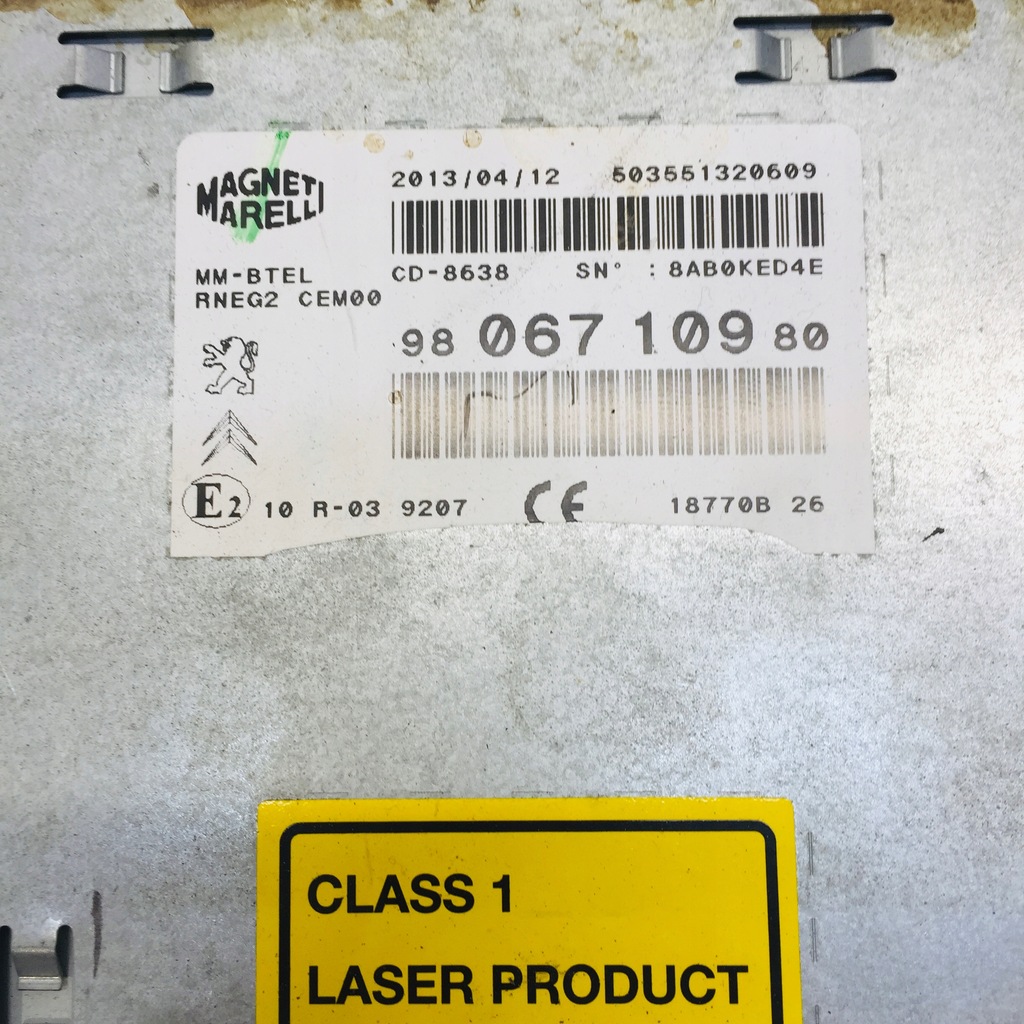 MAGNETI
MARELLI
2013/04/12 503551320609
MM-BTEL
RNEG2 CEM00
CD-8638 SN° : 8AB0KED4E
98 067 109 80
E2 10 R-03 9207 CE 18770B 26
CLASS 1
LASER PRODUCT